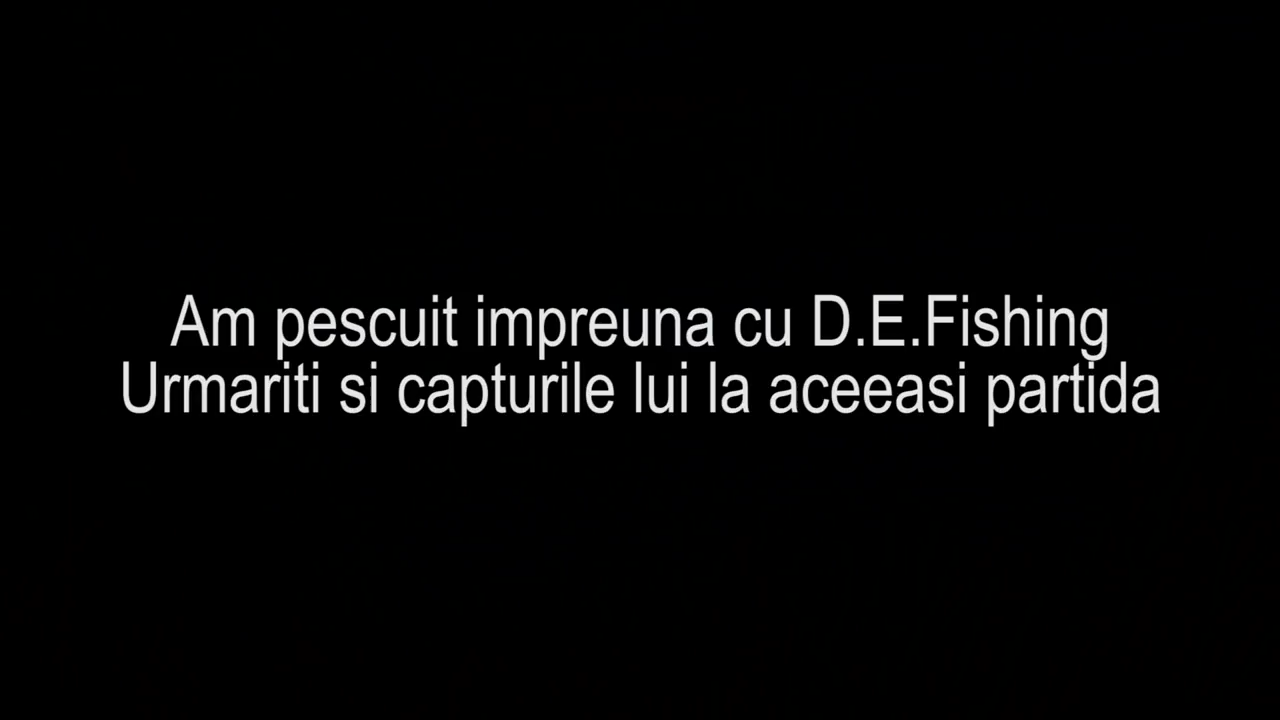 Am pescuit impreuna cu D.E.Fishing
Urmariti si capturile lui la aceeasi partida